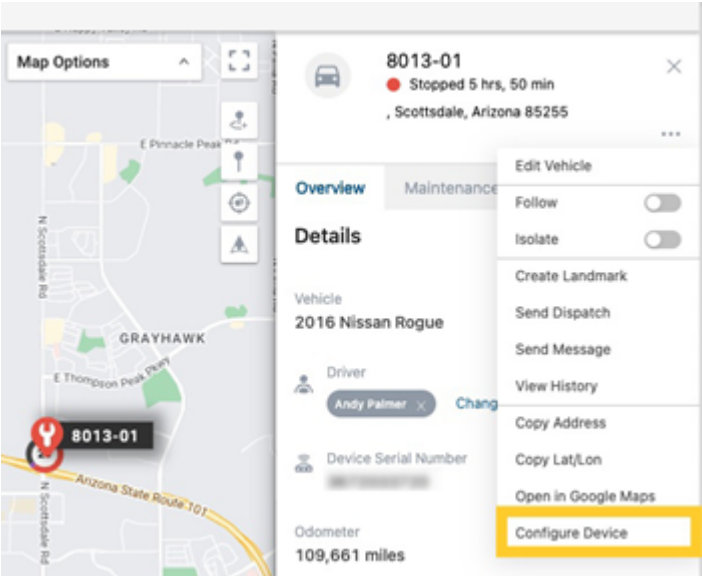 Map Options
E Pinnacle Peak
N Scottsdale Rd
GRAYHAWK
E Thompson Peak Pkwy
8013-01
Arizona State Route 101
N Scottsdale Rd
8013-01
Stopped 5 hrs, 50 min
, Scottsdale, Arizona 85255
Overview
Maintenance
Details
Vehicle
2016 Nissan Rogue
Driver
Andy Palmer
Chang
Device Serial Number
Odometer
109,661 miles
Edit Vehicle
Follow
Isolate
Create Landmark
Send Dispatch
Send Message
View History
Copy Address
Copy Lat/Lon
Open in Google Maps
Configure Device